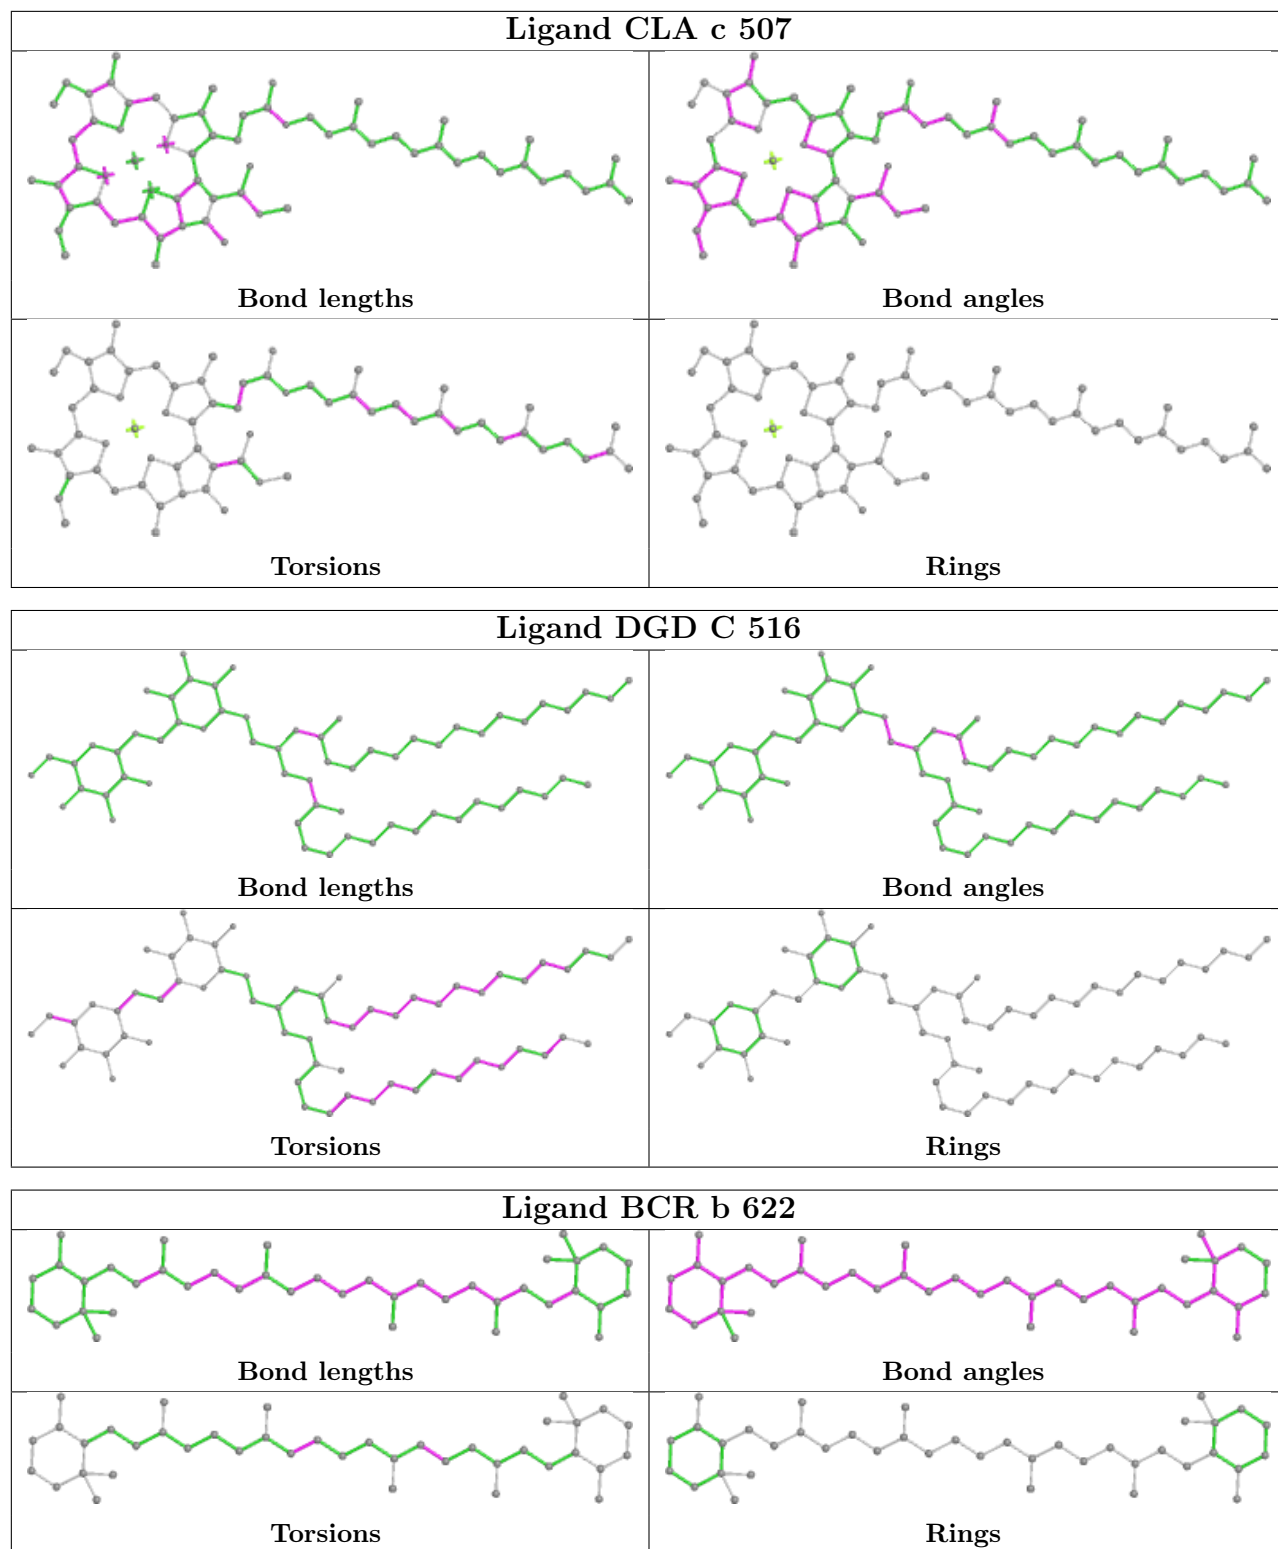 Ligand CLA c 507
Bond lengths
Bond angles
Torsions
Rings
Ligand DGD C 516
Bond lengths
Bond angles
Torsions
Rings
Ligand BCR b 622
Bond lengths
Bond angles
Torsions
Rings